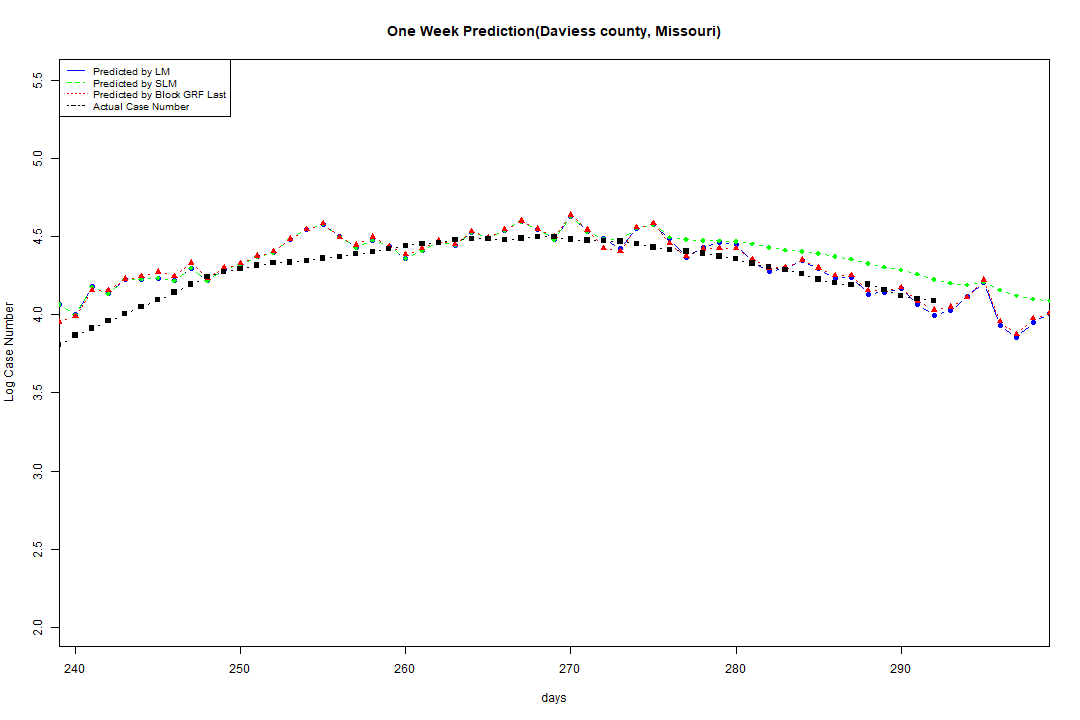 One Week Prediction(Daviess county, Missouri)
Predicted by LM
Predicted by SLM
Predicted by Block GRF Last
Actual Case Number
5.5
5.0
4.5
4.0
3.5
3.0
2.5
2.0
Log Case Number
240 250 260 270 280 290
days